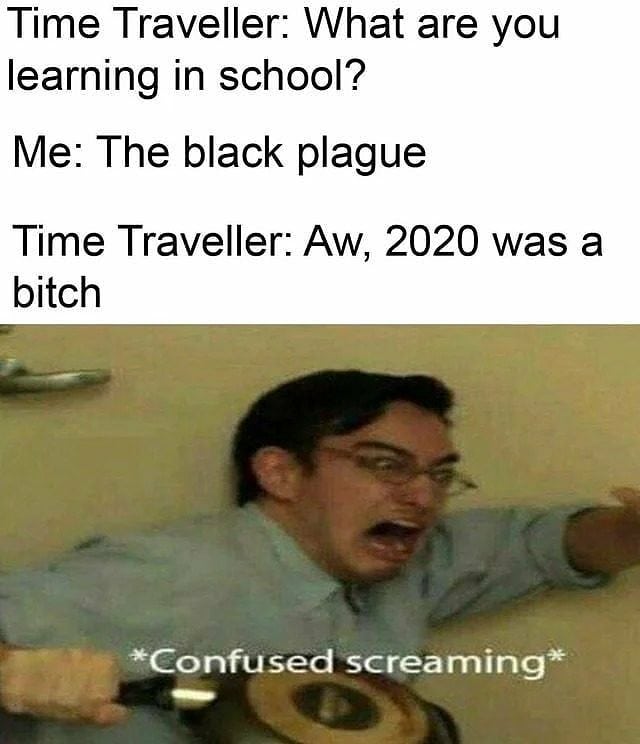 Time Traveller: What are you
learning in school?
Me: The black plague
Time Traveller: Aw, 2020 was a
bitch
*Confused screaming*